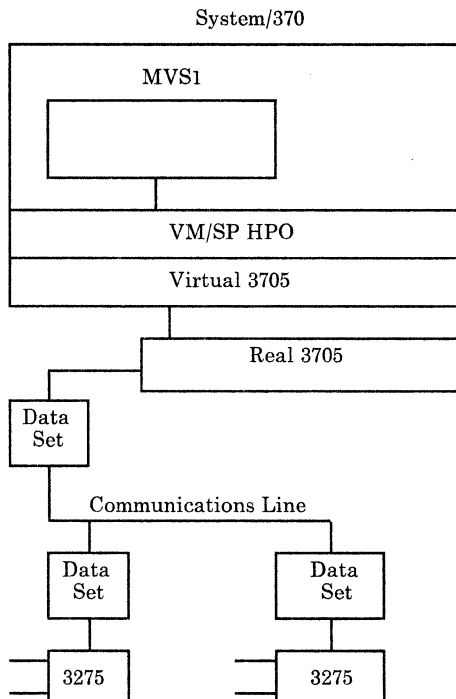 System/370
MVS1
VM/SP HPO
Virtual 3705
Real 3705
Data
Set
Communications Line
Data
Set
Data
Set
3275
3275